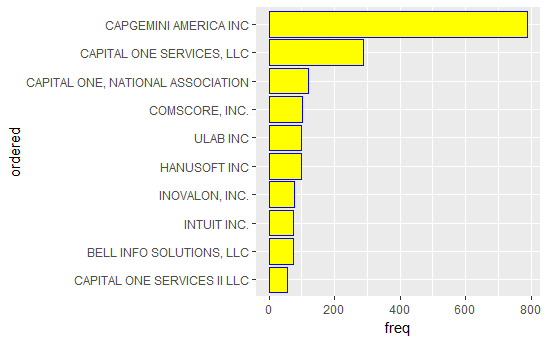 CAPGEMINI AMERICA INC
CAPITAL ONE SERVICES, LLC
CAPITAL ONE, NATIONAL ASSOCIATION
COMSCORE, INC.
ULAB INC
HANUSOFT INC
INOVALON, INC.
INTUIT INC.
BELL INFO SOLUTIONS, LLC
CAPITAL ONE SERVICES II LLC
ordered
0 200 400 600 800
freq